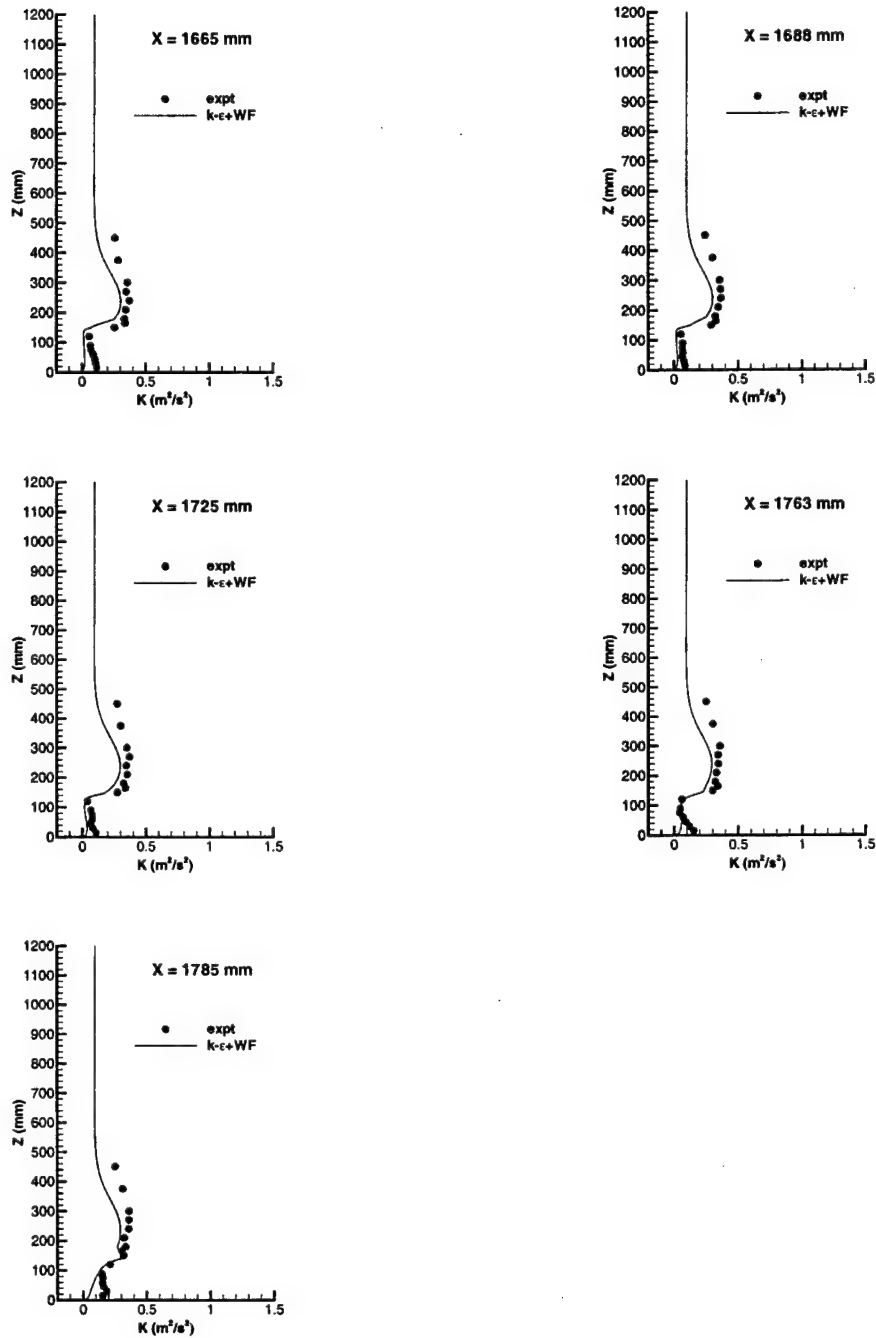 X = 1665 mm
expt
k-ε+WF
1200
1100
1000
900
800
700
600
500
400
300
200
100
0
Z (mm)
0 0.5 1 1.5
K (m²/s²)
X = 1688 mm
expt
k-ε+WF
1200
1100
1000
900
800
700
600
500
400
300
200
100
0
Z (mm)
0 0.5 1 1.5
K (m²/s²)
X = 1725 mm
expt
k-ε+WF
1200
1100
1000
900
800
700
600
500
400
300
200
100
0
Z (mm)
0 0.5 1 1.5
K (m²/s²)
X = 1763 mm
expt
k-ε+WF
1200
1100
1000
900
800
700
600
500
400
300
200
100
0
Z (mm)
0 0.5 1 1.5
K (m²/s²)
X = 1785 mm
expt
k-ε+WF
1200
1100
1000
900
800
700
600
500
400
300
200
100
0
Z (mm)
0 0.5 1 1.5
K (m²/s²)